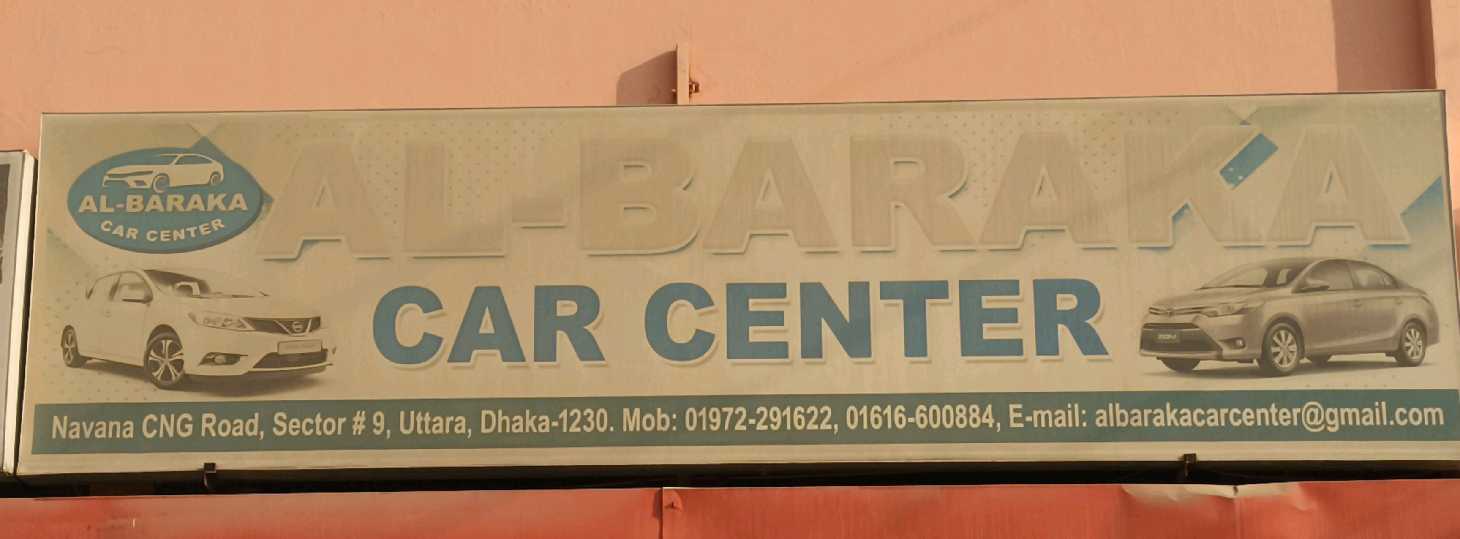 AL-BARAKA
CAR CENTER
AL-BARAKA
CAR CENTER
Navana CNG Road, Sector # 9, Uttara, Dhaka-1230. Mob: 01972-291622, 01616-600884, E-mail: albarakacarcenter@gmail.com